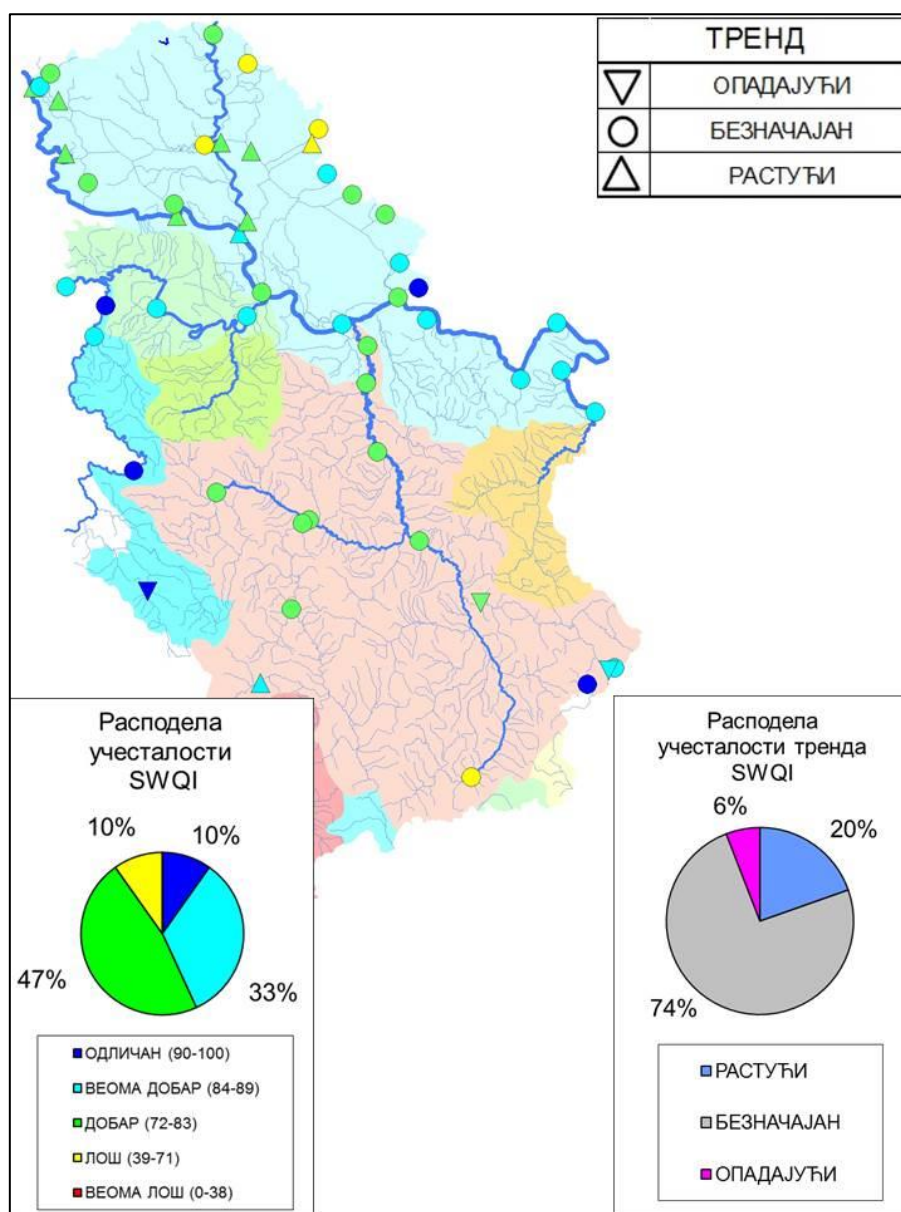 ТРЕНД
ОПАДАЈУЋИ
БЕЗНАЧАЈАН
РАСТУЋИ
Расподела
учесталости
SWQI
10%
10%
47%
33%
ОДЛИЧАН (90-100)
ВЕОМА ДОБАР (84-89)
ДОБАР (72-83)
ЛОШ (39-71)
ВЕОМА ЛОШ (0-38)
Расподела
учесталости тренда
SWQI
6%
20%
74%
РАСТУЋИ
БЕЗНАЧАЈАН
ОПАДАЈУЋИ